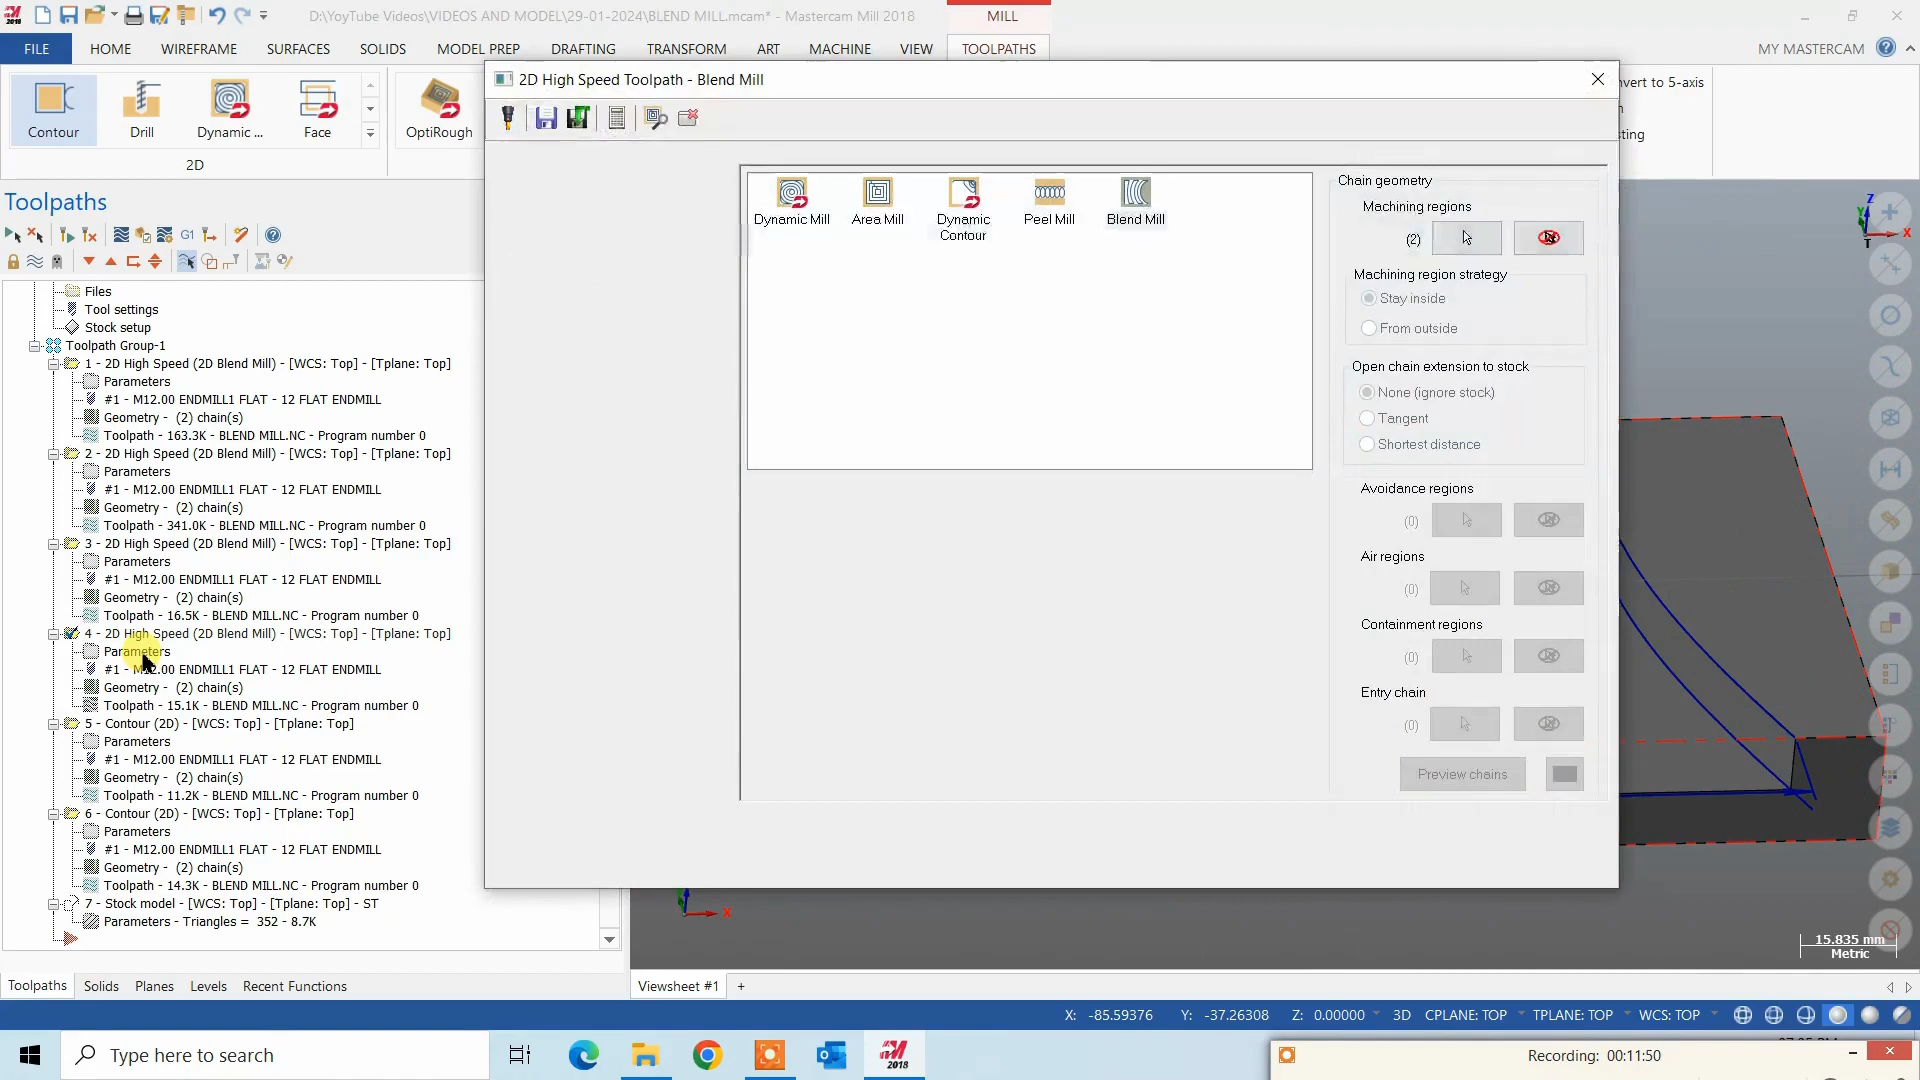 2018
D:\YouTube Videos\VIDEOS AND MODEL\29-01-2024\BLEND MILL.mcam* - Mastercam Mill 2018
MILL
FILE
HOME
WIREFRAME
SURFACES
SOLIDS
MODEL PREP
DRAFTING
TRANSFORM
ART
MACHINE
VIEW
TOOLPATHS
MY MASTERCAM
Contour
Drill
Dynamic ...
Face
OptiRough
2D
2D High Speed Toolpath - Blend Mill
nvert to 5-axis
sting
Toolpaths
G1
Files
Tool settings
Stock setup
Toolpath Group-1
1 - 2D High Speed (2D Blend Mill) - [WCS: Top] - [Tplane: Top]
Parameters
#1 - M12.00 ENDMILL1 FLAT - 12 FLAT ENDMILL
Geometry - (2) chain(s)
Toolpath - 163.3K - BLEND MILL.NC - Program number 0
2 - 2D High Speed (2D Blend Mill) - [WCS: Top] - [Tplane: Top]
Parameters
#1 - M12.00 ENDMILL1 FLAT - 12 FLAT ENDMILL
Geometry - (2) chain(s)
Toolpath - 341.0K - BLEND MILL.NC - Program number 0
3 - 2D High Speed (2D Blend Mill) - [WCS: Top] - [Tplane: Top]
Parameters
#1 - M12.00 ENDMILL1 FLAT - 12 FLAT ENDMILL
Geometry - (2) chain(s)
Toolpath - 16.5K - BLEND MILL.NC - Program number 0
4 - 2D High Speed (2D Blend Mill) - [WCS: Top] - [Tplane: Top]
Parameters
#1 - M12.00 ENDMILL1 FLAT - 12 FLAT ENDMILL
Geometry - (2) chain(s)
Toolpath - 15.1K - BLEND MILL.NC - Program number 0
5 - Contour (2D) - [WCS: Top] - [Tplane: Top]
Parameters
#1 - M12.00 ENDMILL1 FLAT - 12 FLAT ENDMILL
Geometry - (2) chain(s)
Toolpath - 11.2K - BLEND MILL.NC - Program number 0
6 - Contour (2D) - [WCS: Top] - [Tplane: Top]
Parameters
#1 - M12.00 ENDMILL1 FLAT - 12 FLAT ENDMILL
Geometry - (2) chain(s)
Toolpath - 14.3K - BLEND MILL.NC - Program number 0
7 - Stock model - [WCS: Top] - [Tplane: Top] - ST
Parameters - Triangles = 352 - 8.7K
Dynamic Mill
Area Mill
Dynamic Contour
Peel Mill
Blend Mill
Chain geometry
Machining regions
(2)
Machining region strategy
Stay inside
From outside
Open chain extension to stock
None (ignore stock)
Tangent
Shortest distance
Avoidance regions
(0)
Air regions
(0)
Containment regions
(0)
Entry chain
(0)
Preview chains
Z
Y
X
T
X
15.835 mm
Metric
Toolpaths
Solids
Planes
Levels
Recent Functions
Viewsheet #1
+
X: -85.59376
Y: -37.26308
Z: 0.00000
3D
CPLANE: TOP
TPLANE: TOP
WCS: TOP
Type here to search
2018
Recording: 00:11:50